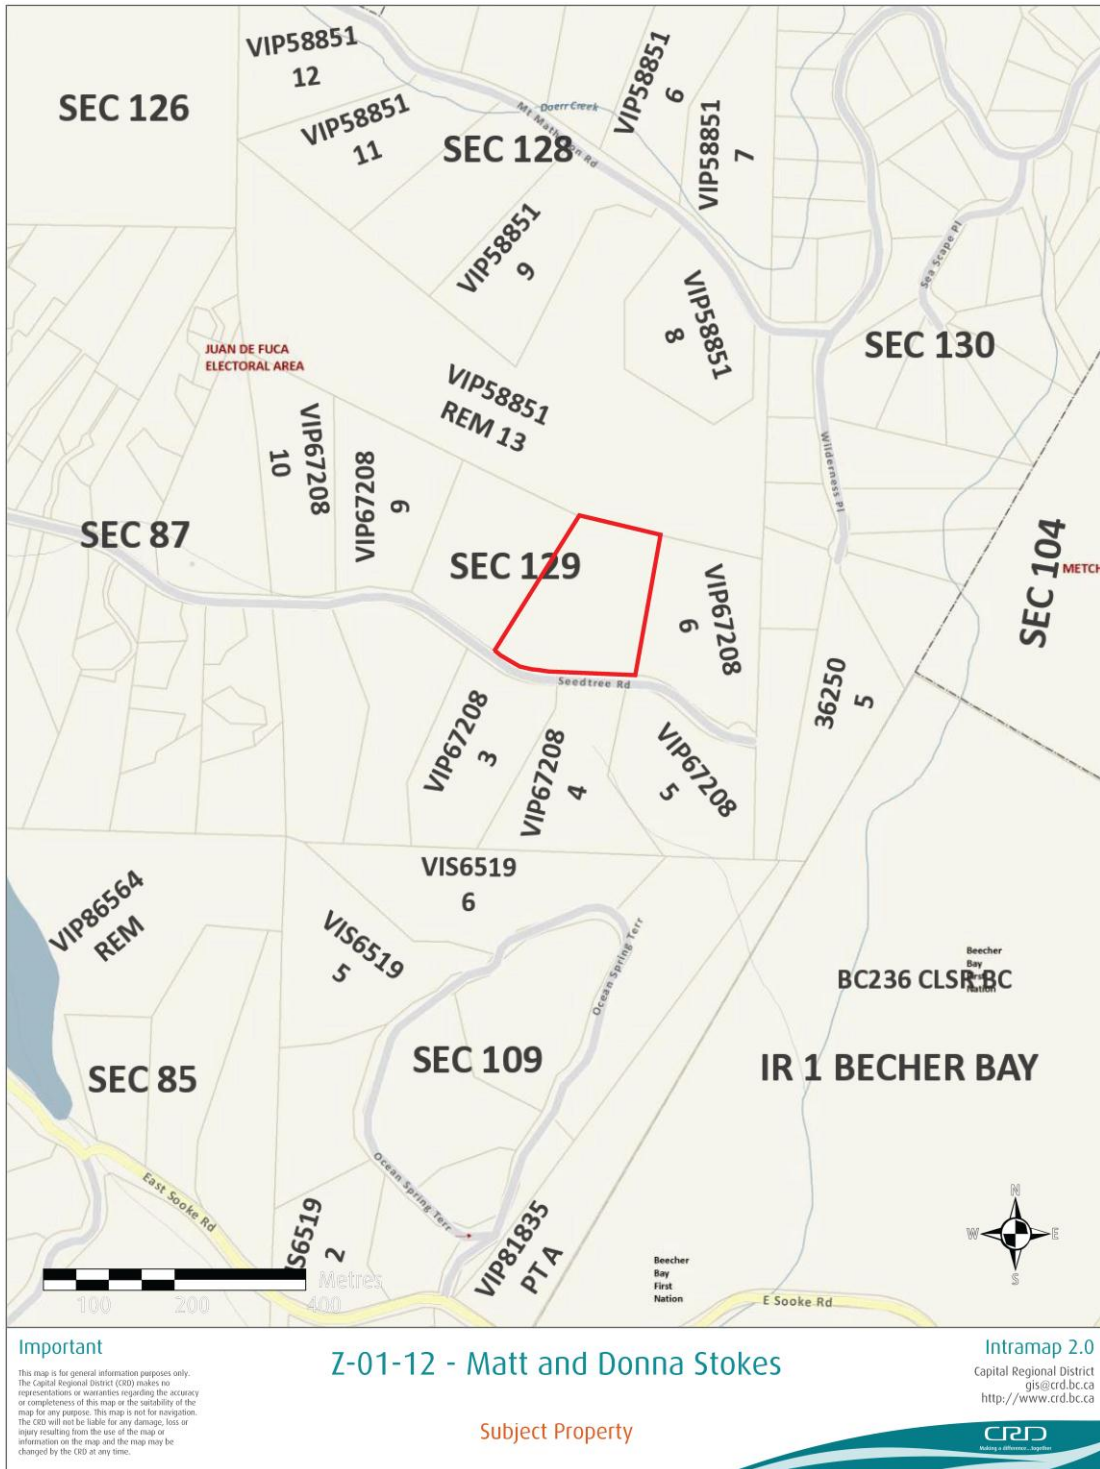 VIP58851
12
SEC 126
VIP58851
11
Doerr Creek
SEC 128
VIP58851
6
VIP58851
7
VIP58851
9
Sea Scape Pl
VIP58851
8
SEC 130
JUAN DE FUCA
ELECTORAL AREA
VIP58851
REM 13
VIP67208
10
VIP67208
9
Wilderness Pl
SEC 87
SEC 129
SEC 104
METCH
VIP67208
6
Seedtree Rd
36250
5
VIP67208
3
VIP67208
4
VIP67208
5
VIS6519
6
VIP86564
REM
VIS6519
5
Ocean Spring Terr
Beecher
Bay
First
Nation
BC236 CLSR BC
SEC 109
SEC 85
IR 1 BECHER BAY
Ocean Spring Terr
East Sooke Rd
IS6519
2
VIP81835
PT A
N
W E
S
Beecher
Bay
First
Nation
E Sooke Rd
Metres
100 200 400
Important
This map is for general information purposes only.
The Capital Regional District (CRD) makes no
representations or warranties regarding the accuracy
or completeness of this map or the suitability of the
map for any purpose. This map is not for navigation.
The CRD will not be liable for any damage, loss or
injury resulting from the use of the map or
information on the map and the map may be
changed by the CRD at any time.
Z-01-12 - Matt and Donna Stokes
Subject Property
Intramap 2.0
Capital Regional District
gis@crd.bc.ca
http://www.crd.bc.ca
CRD
Making a difference...together